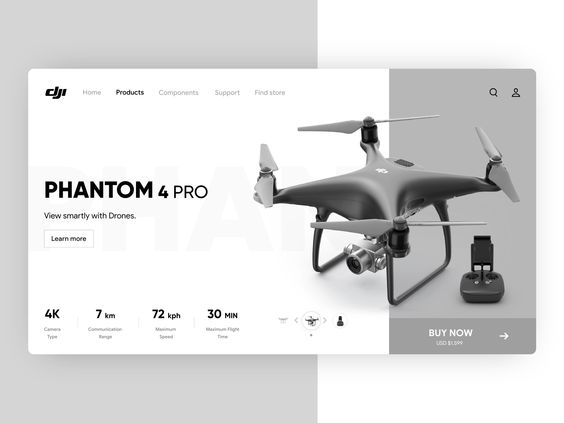 dji
Home Products Components Support Find store
PHANTOM 4 PRO
View smartly with Drones.
Learn more
4K 7 km 72 kph 30 MIN
Camera Type Communication Range Maximum Speed Maximum Flight Time
BUY NOW
USD $1,599